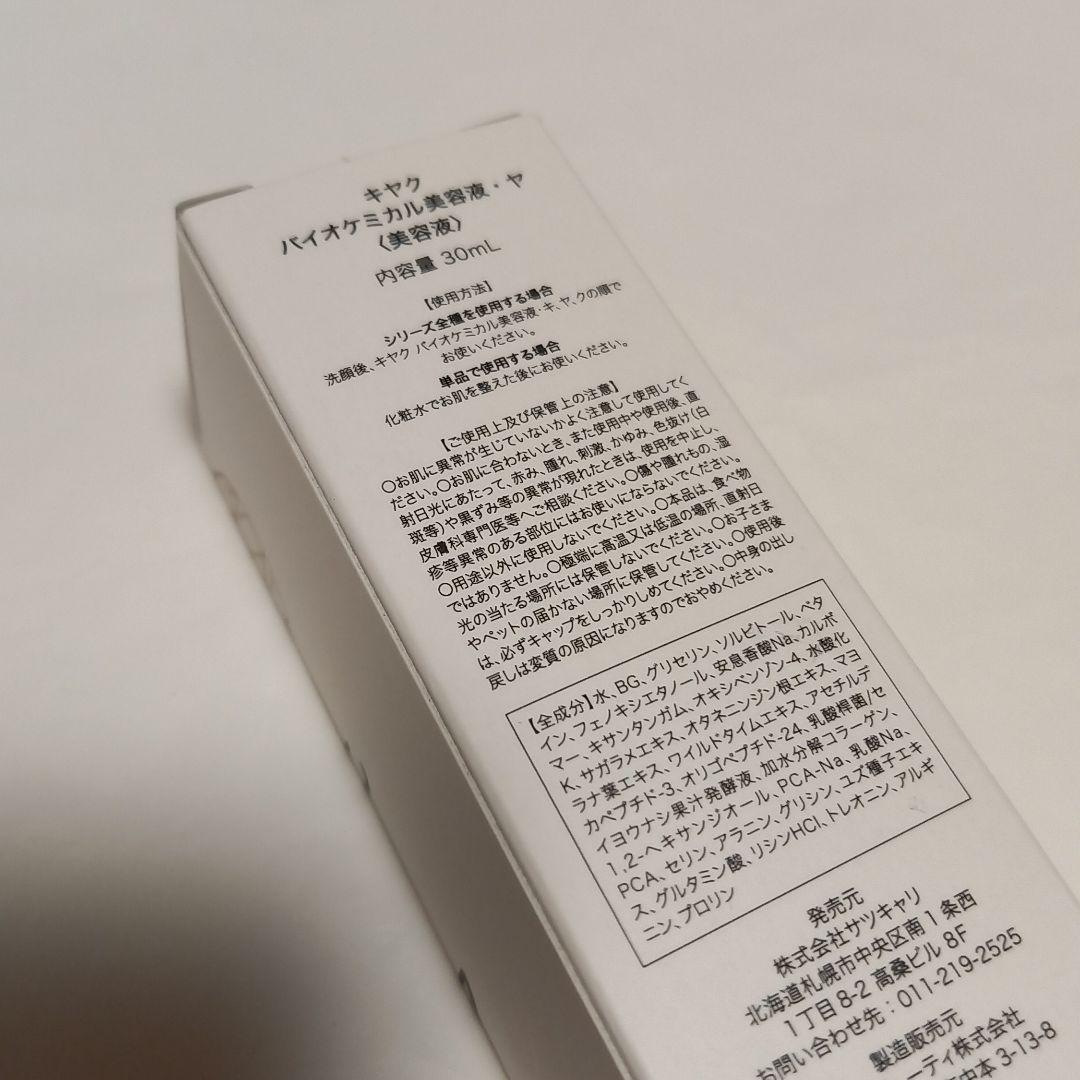 キヤク
バイオケミカル美容液・ヤ
〈美容液〉
内容量 30mL
【使用方法】
シリーズ全種を使用する場合
洗顔後、キヤク バイオケミカル美容液・キ、ヤ、クの順で
お使いください。
単品で使用する場合
化粧水でお肌を整えた後にお使いください。
【ご使用上及び保管上の注意】
○お肌に異常が生じていないかよく注意して使用してく
ださい。○お肌に合わないとき、また使用中や使用後、直
射日光にあたって、赤み、腫れ、刺激、かゆみ、色抜け(白
斑等)や黒ずみ等の異常が現れたときは、使用を中止し、
皮膚科専門医等へご相談ください。○傷や腫れもの、湿
疹等異常のある部位にはお使いにならないでください。
○用途以外に使用しないでください。○本品は、食べ物
ではありません。○極端に高温又は低温の場所、直射日
光の当たる場所には保管しないでください。○お子さま
やペットの届かない場所に保管してください。○使用後
は、必ずキャップをしっかりしめてください。○中身の出し
戻しは変質の原因になりますのでおやめください。
【全成分】水、BG、グリセリン、ソルビトール、ベタ
イン、フェノキシエタノール、安息香酸Na、カルボ
マー、キサンタンガム、オキシベンゾン-4、水酸化
K、サガラメエキス、オタネニンジン根エキス、マヨ
ラナ葉エキス、ワイルドタイムエキス、アセチルデ
カペプチド-3、オリゴペプチド-24、乳酸桿菌/セ
イヨウナシ果汁発酵液、加水分解コラーゲン、
1,2-ヘキサンジオール、PCA-Na、乳酸Na、
PCA、セリン、アラニン、グリシン、ユズ種子エキ
ス、グルタミン酸、リシンHCl、トレオニン、アルギ
ニン、プロリン
発売元
株式会社サツキャリ
北海道札幌市中央区南1条西
1丁目8-2 高桑ビル 8F
お問い合わせ先：011-219-2525
製造販売元
ーティ株式会社
中本3-13-8